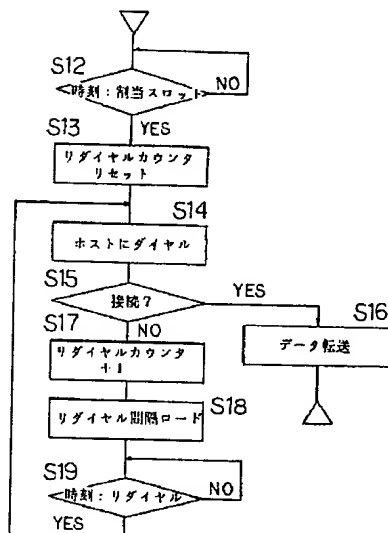 S12
時刻:割当スロット
NO
S13
YES
リダイヤルカウンタ
リセット
S14
ホストにダイヤル
S15
接続?
YES
S16
データ転送
S17
NO
リダイヤルカウンタ
+1
リダイヤル間隔ロード
S18
S19
時刻:リダイヤル
NO
YES